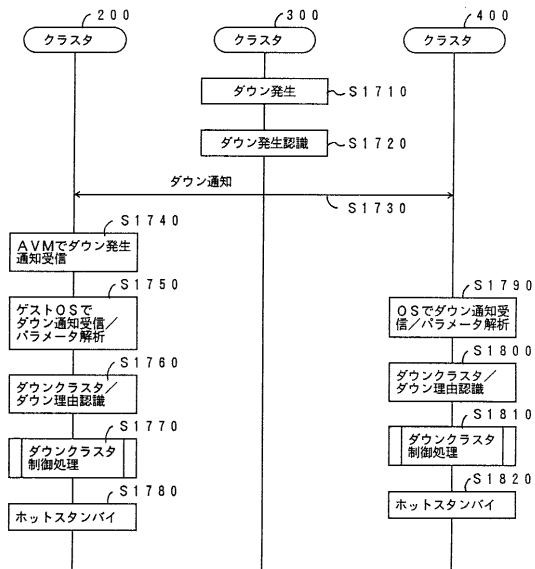 200
300
400
クラスタ
クラスタ
クラスタ
ダウン発生
S1710
ダウン発生認識
S1720
ダウン通知
S1730
S1740
AVMでダウン発生
通知受信
S1750
ゲストOSで
ダウン通知受信/
パラメータ解析
S1760
ダウンクラスタ/
ダウン理由認識
S1770
ダウンクラスタ
制御処理
S1780
ホットスタンバイ
S1790
OSでダウン通知受
信/パラメータ解析
S1800
ダウンクラスタ/
ダウン理由認識
S1810
ダウンクラスタ
制御処理
S1820
ホットスタンバイ